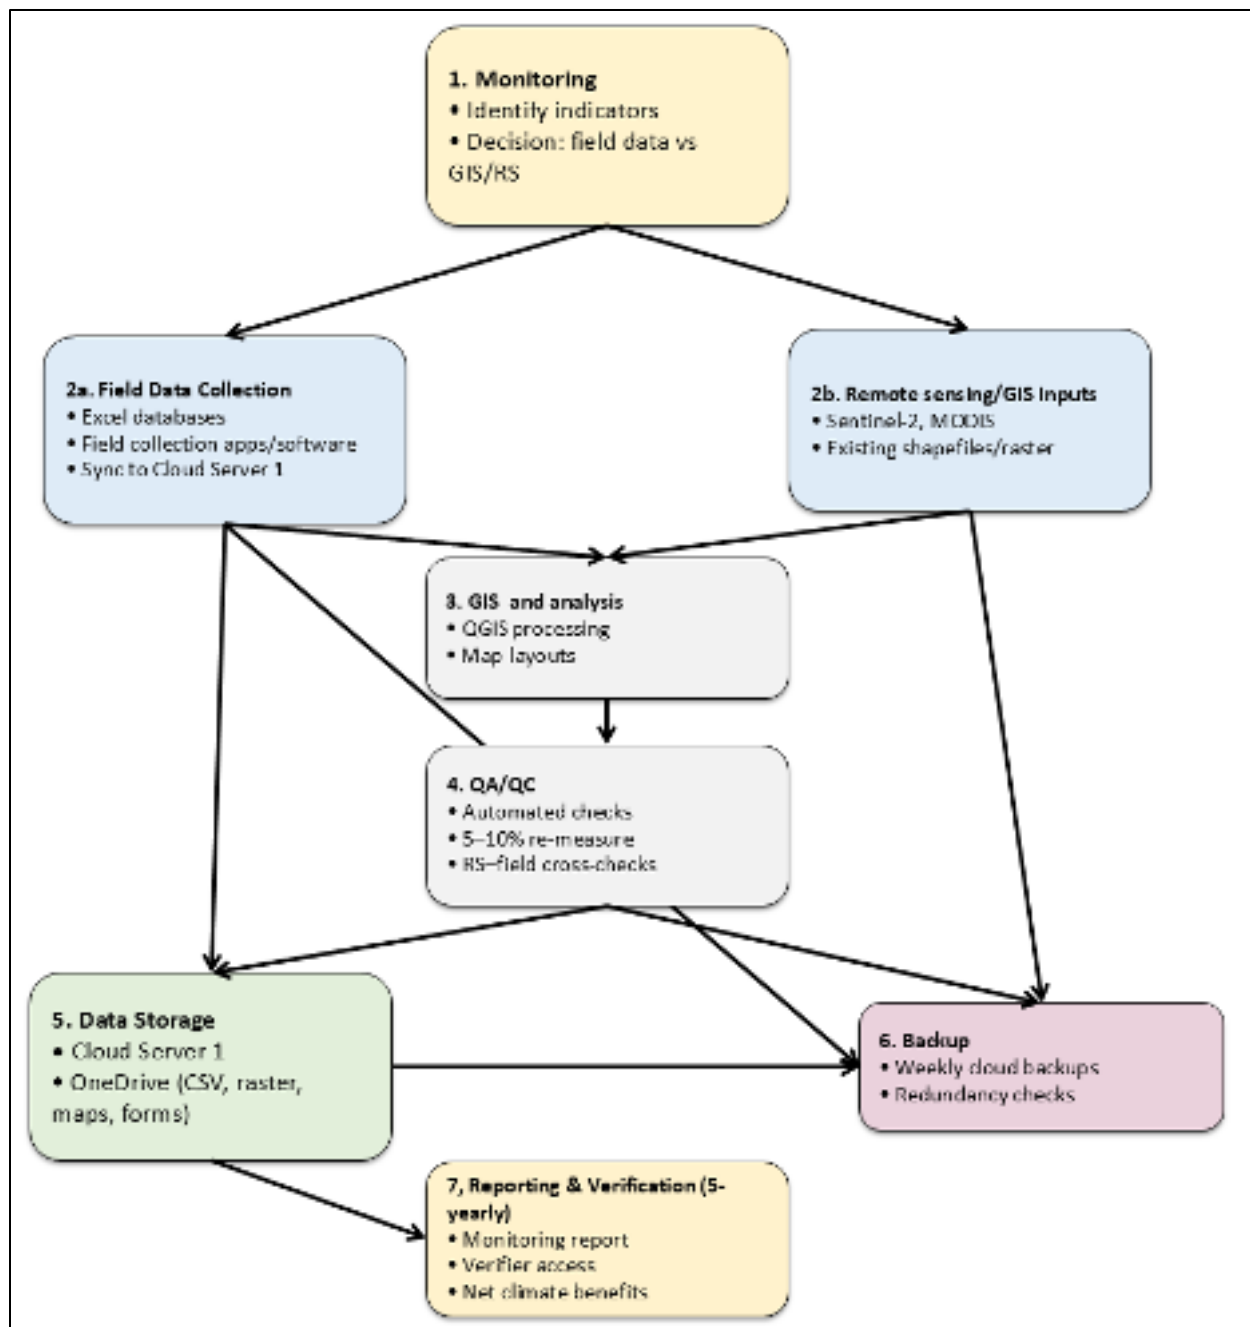 1. Monitoring
• Identify indicators
• Decision: field data vs
GIS/RS
2a. Field Data Collection
• Excel databases
• Field collection apps/software
• Sync to Cloud Server 1
2b. Remote sensing/GIS Inputs
• Sentinel-2, MODIS
• Existing shapefiles/raster
3. GIS and analysis
• QGIS processing
• Map layouts
4. QA/QC
• Automated checks
• 5–10% re-measure
• RS–field cross-checks
5. Data Storage
• Cloud Server 1
• OneDrive (CSV, raster,
maps, forms)
6. Backup
• Weekly cloud backups
• Redundancy checks
7, Reporting & Verification (5-
yearly)
• Monitoring report
• Verifier access
• Net climate benefits